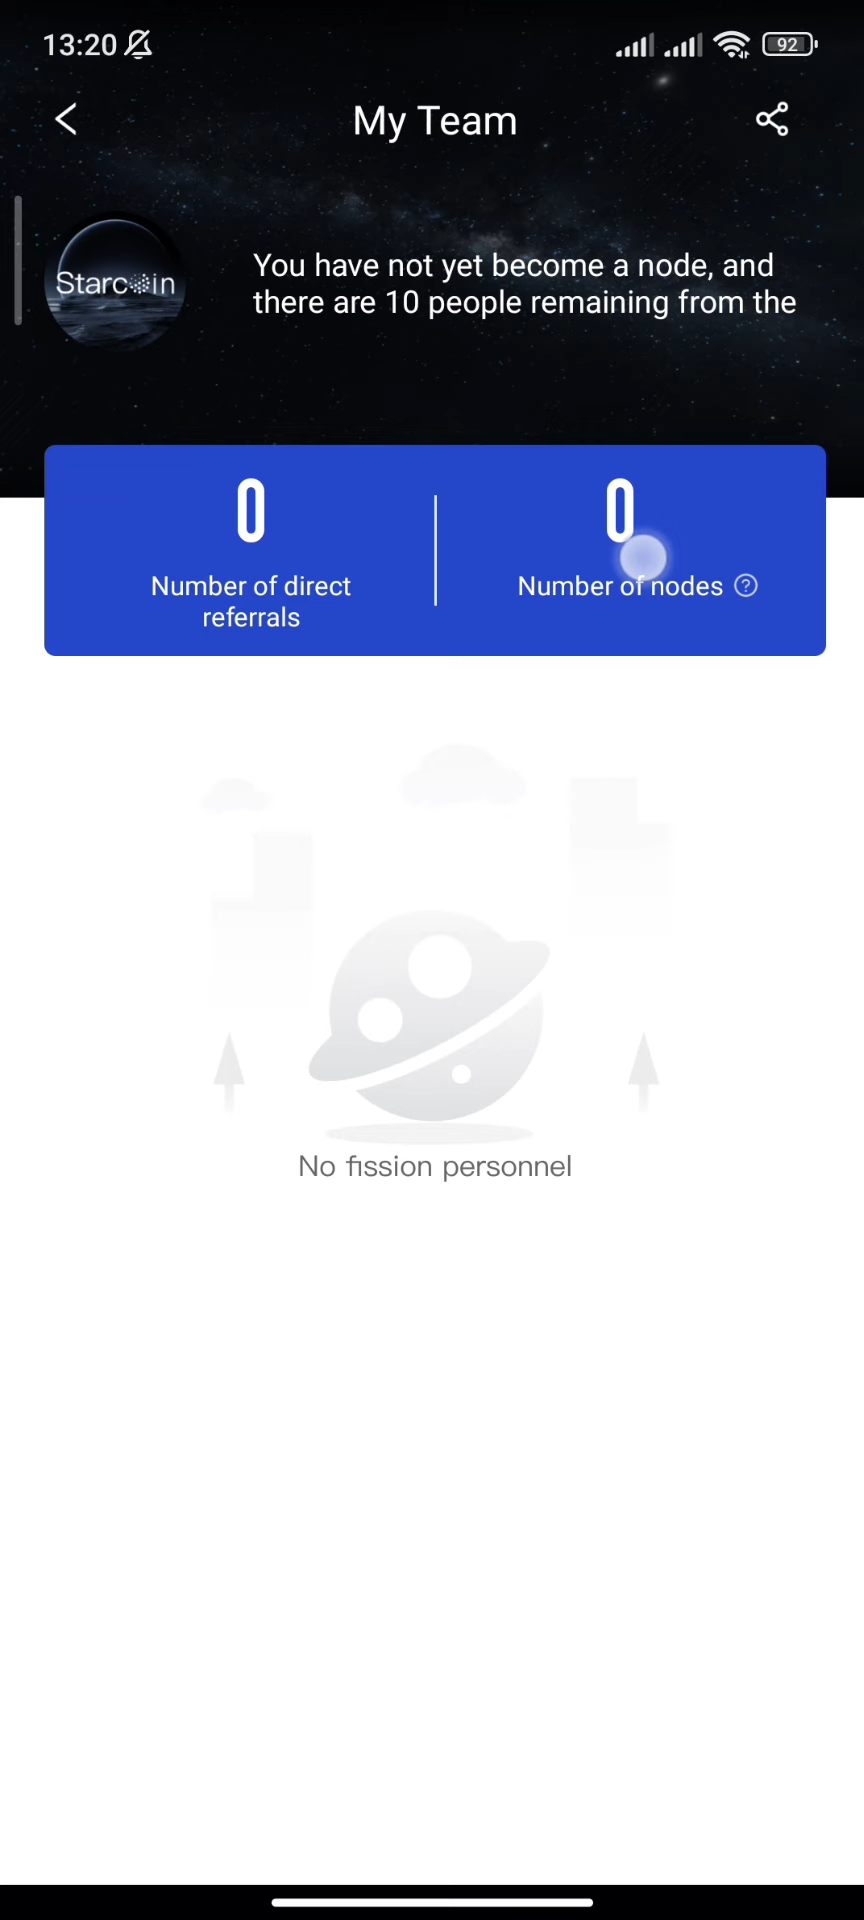 13:20
92
My Team
Starcoin
You have not yet become a node, and
there are 10 people remaining from the
0
Number of direct
referrals
0
Number of nodes ?
No fission personnel